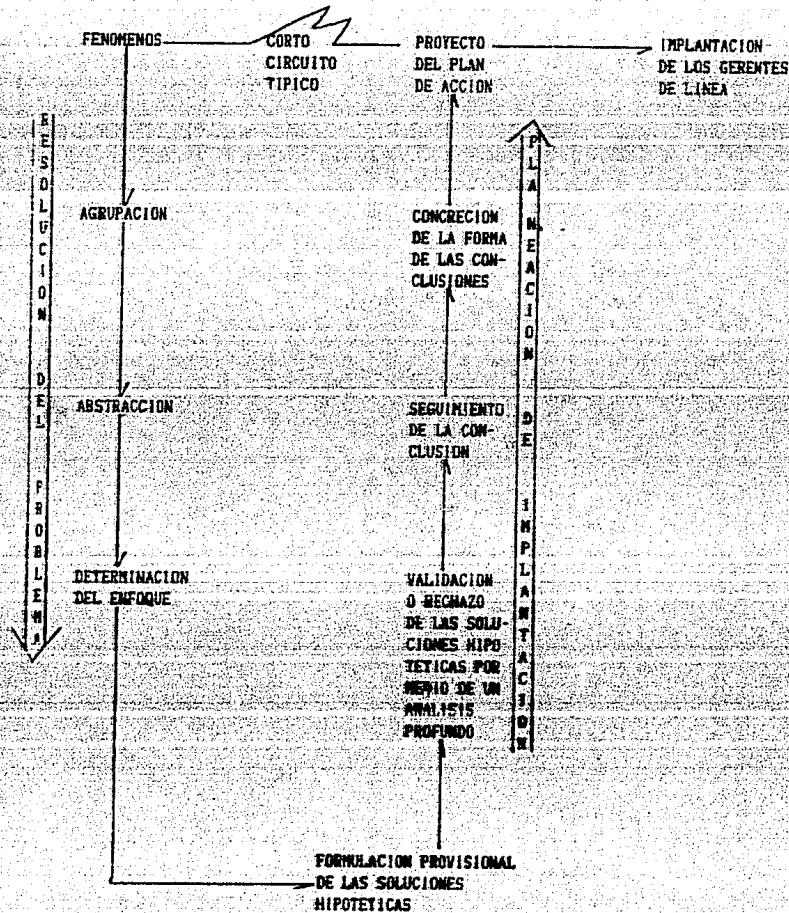 FENOMENOS
CORTO
CIRCUITO
TIPICO
PROYECTO
DEL PLAN
DE ACCION
IMPLANTACION
DE LOS GERENTES
DE LINEA
RESOLUCION DEL PROBLEMA
AGRUPACION
CONCRECION
DE LA FORMA
DE LAS CON-
CLUSIONES
PLANEACION DE IMPLANTACION
ABSTRACCION
SEGUIMIENTO
DE LA CON-
CLUSION
DETERMINACION
DEL ENFOQUE
VALIDACION
O RECHAZO
DE LAS SOLU-
CIONES HIPO
TETICAS POR
MEDIO DE UN
ANALISIS
PROFUNDO
FORMULACION PROVISIONAL
DE LAS SOLUCIONES
HIPOTETICAS